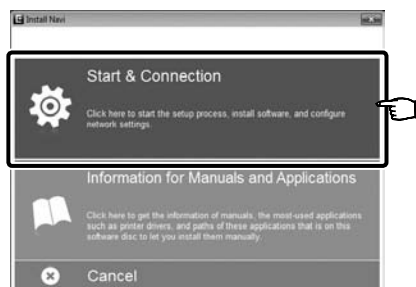 Install Navi
Start & Connection
Click here to start the setup process, install software, and configure
network settings.
Information for Manuals and Applications
Click here to get the information of manuals, the most-used applications
such as printer drivers, and paths of these applications that is on this
software disc to let you install them manually.
Cancel